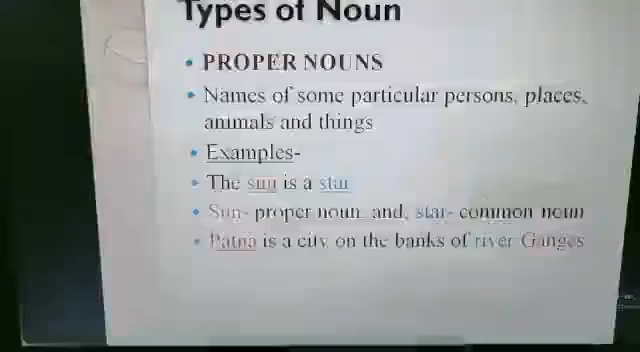 Types of Noun
PROPER NOUNS
Names of some particular persons, places,
animals and things
Examples-
The sun is a star
Sun- proper noun and, star- common noun
Patna is a city on the banks of river Ganges